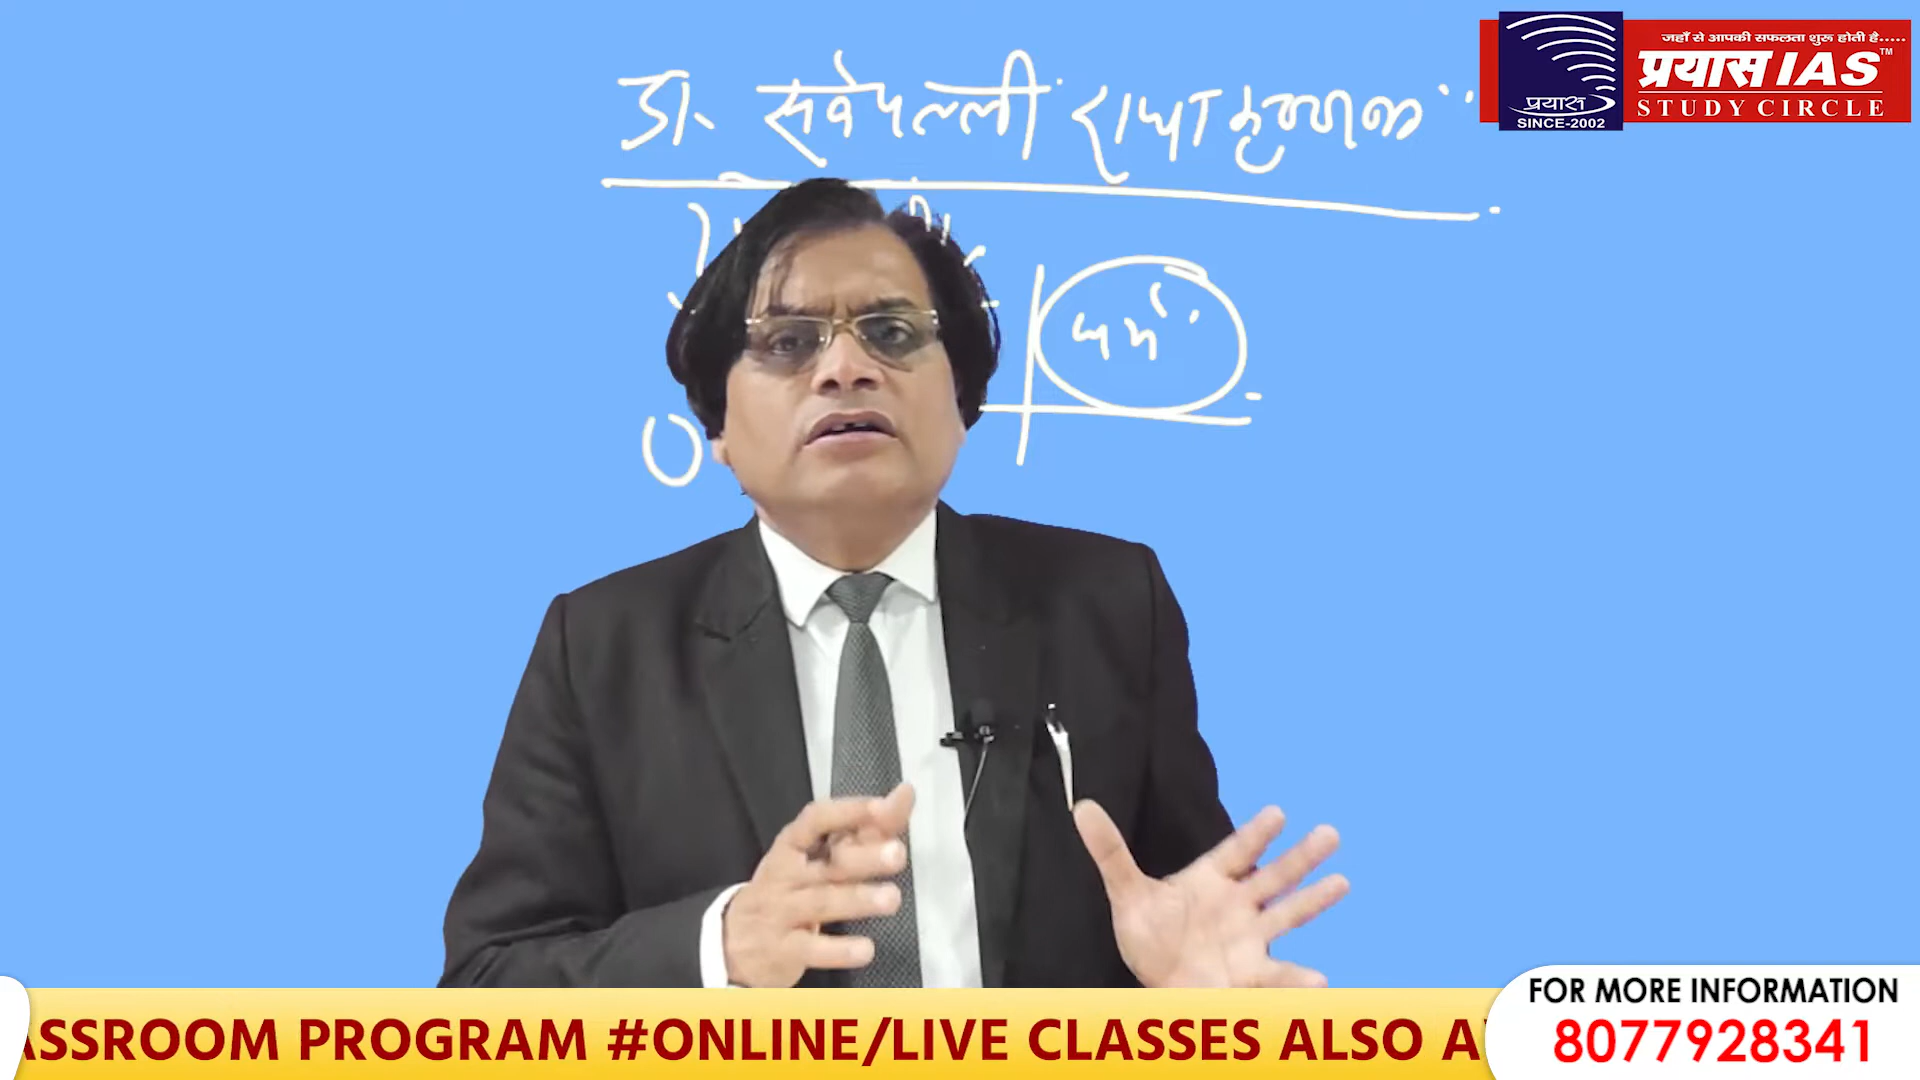 डा. सर्वपल्ली राधाकृष्णन
धर्म
जहाँ से आपकी सफलता शुरू होती है.....
प्रयास IAS™
STUDY CIRCLE
प्रयास
SINCE-2002
ASSROOM PROGRAM #ONLINE/LIVE CLASSES ALSO A
FOR MORE INFORMATION
8077928341